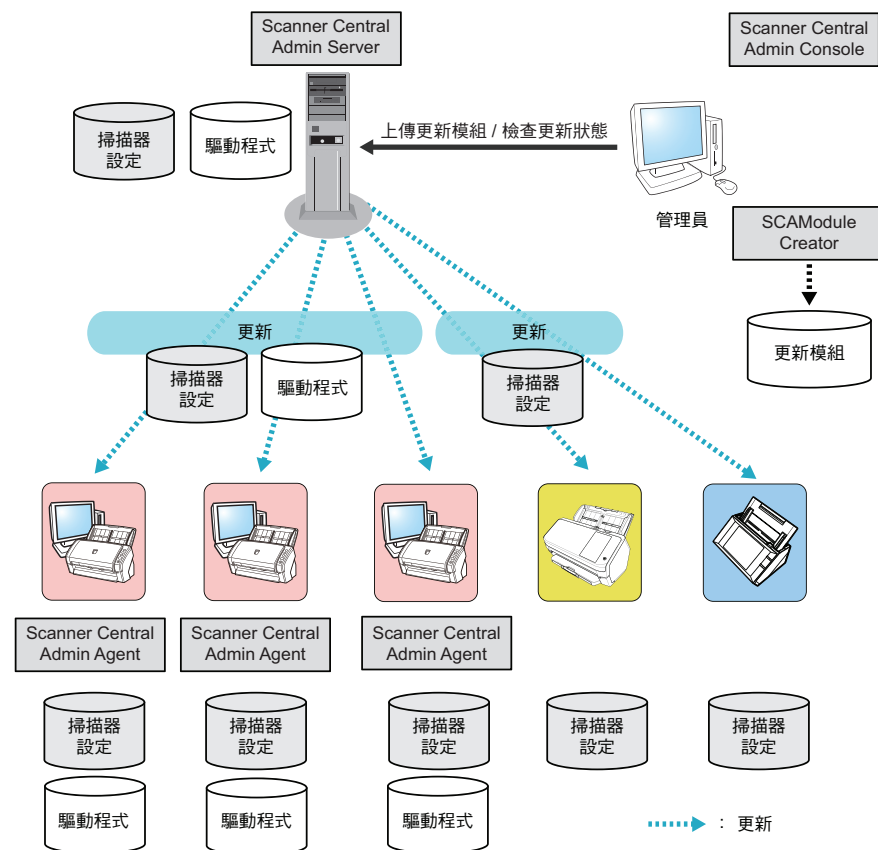 Scanner Central
Admin Server
Scanner Central
Admin Console
掃描器
設定
驅動程式
上傳更新模組 / 檢查更新狀態
管理員
SCAModule
Creator
更新模組
更新
更新
掃描器
設定
驅動程式
掃描器
設定
Scanner Central
Admin Agent
Scanner Central
Admin Agent
Scanner Central
Admin Agent
掃描器
設定
掃描器
設定
掃描器
設定
掃描器
設定
掃描器
設定
驅動程式
驅動程式
驅動程式
： 更新